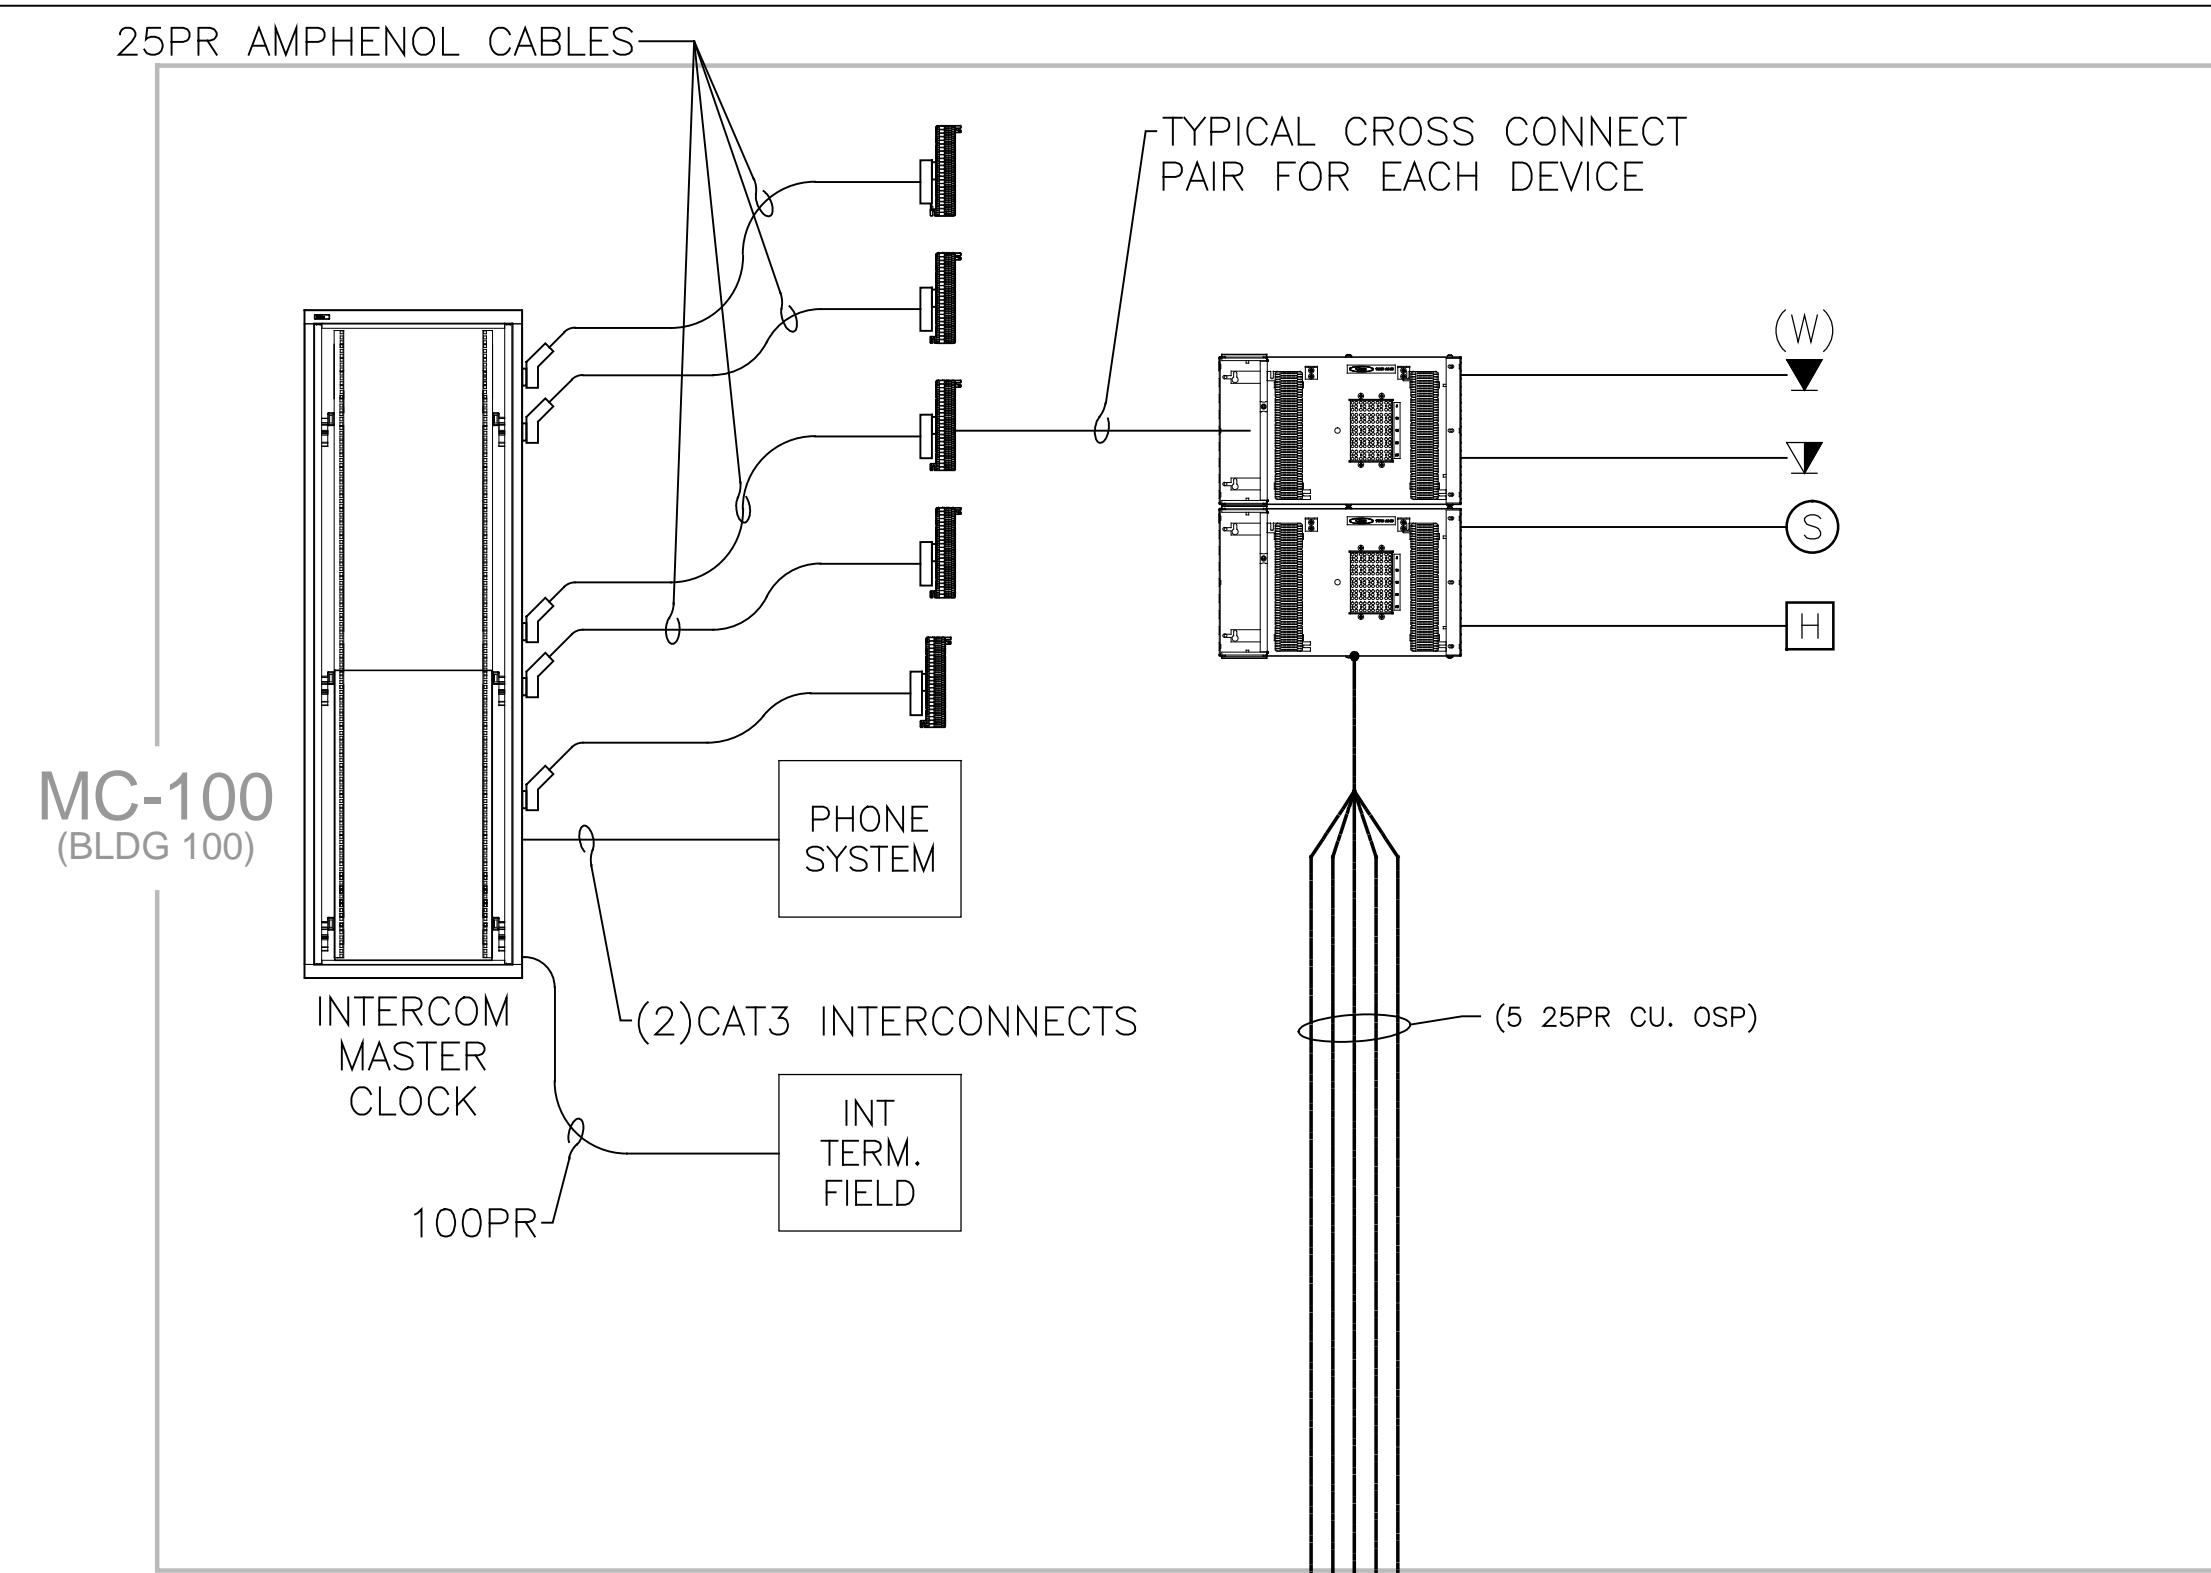 25PR AMPHENOL CABLES
TYPICAL CROSS CONNECT
PAIR FOR EACH DEVICE
(W)
S
H
MC-100
(BLDG 100)
PHONE
SYSTEM
INTERCOM
MASTER
CLOCK
(2)CAT3 INTERCONNECTS
(5 25PR CU. OSP)
INT
TERM.
FIELD
100PR